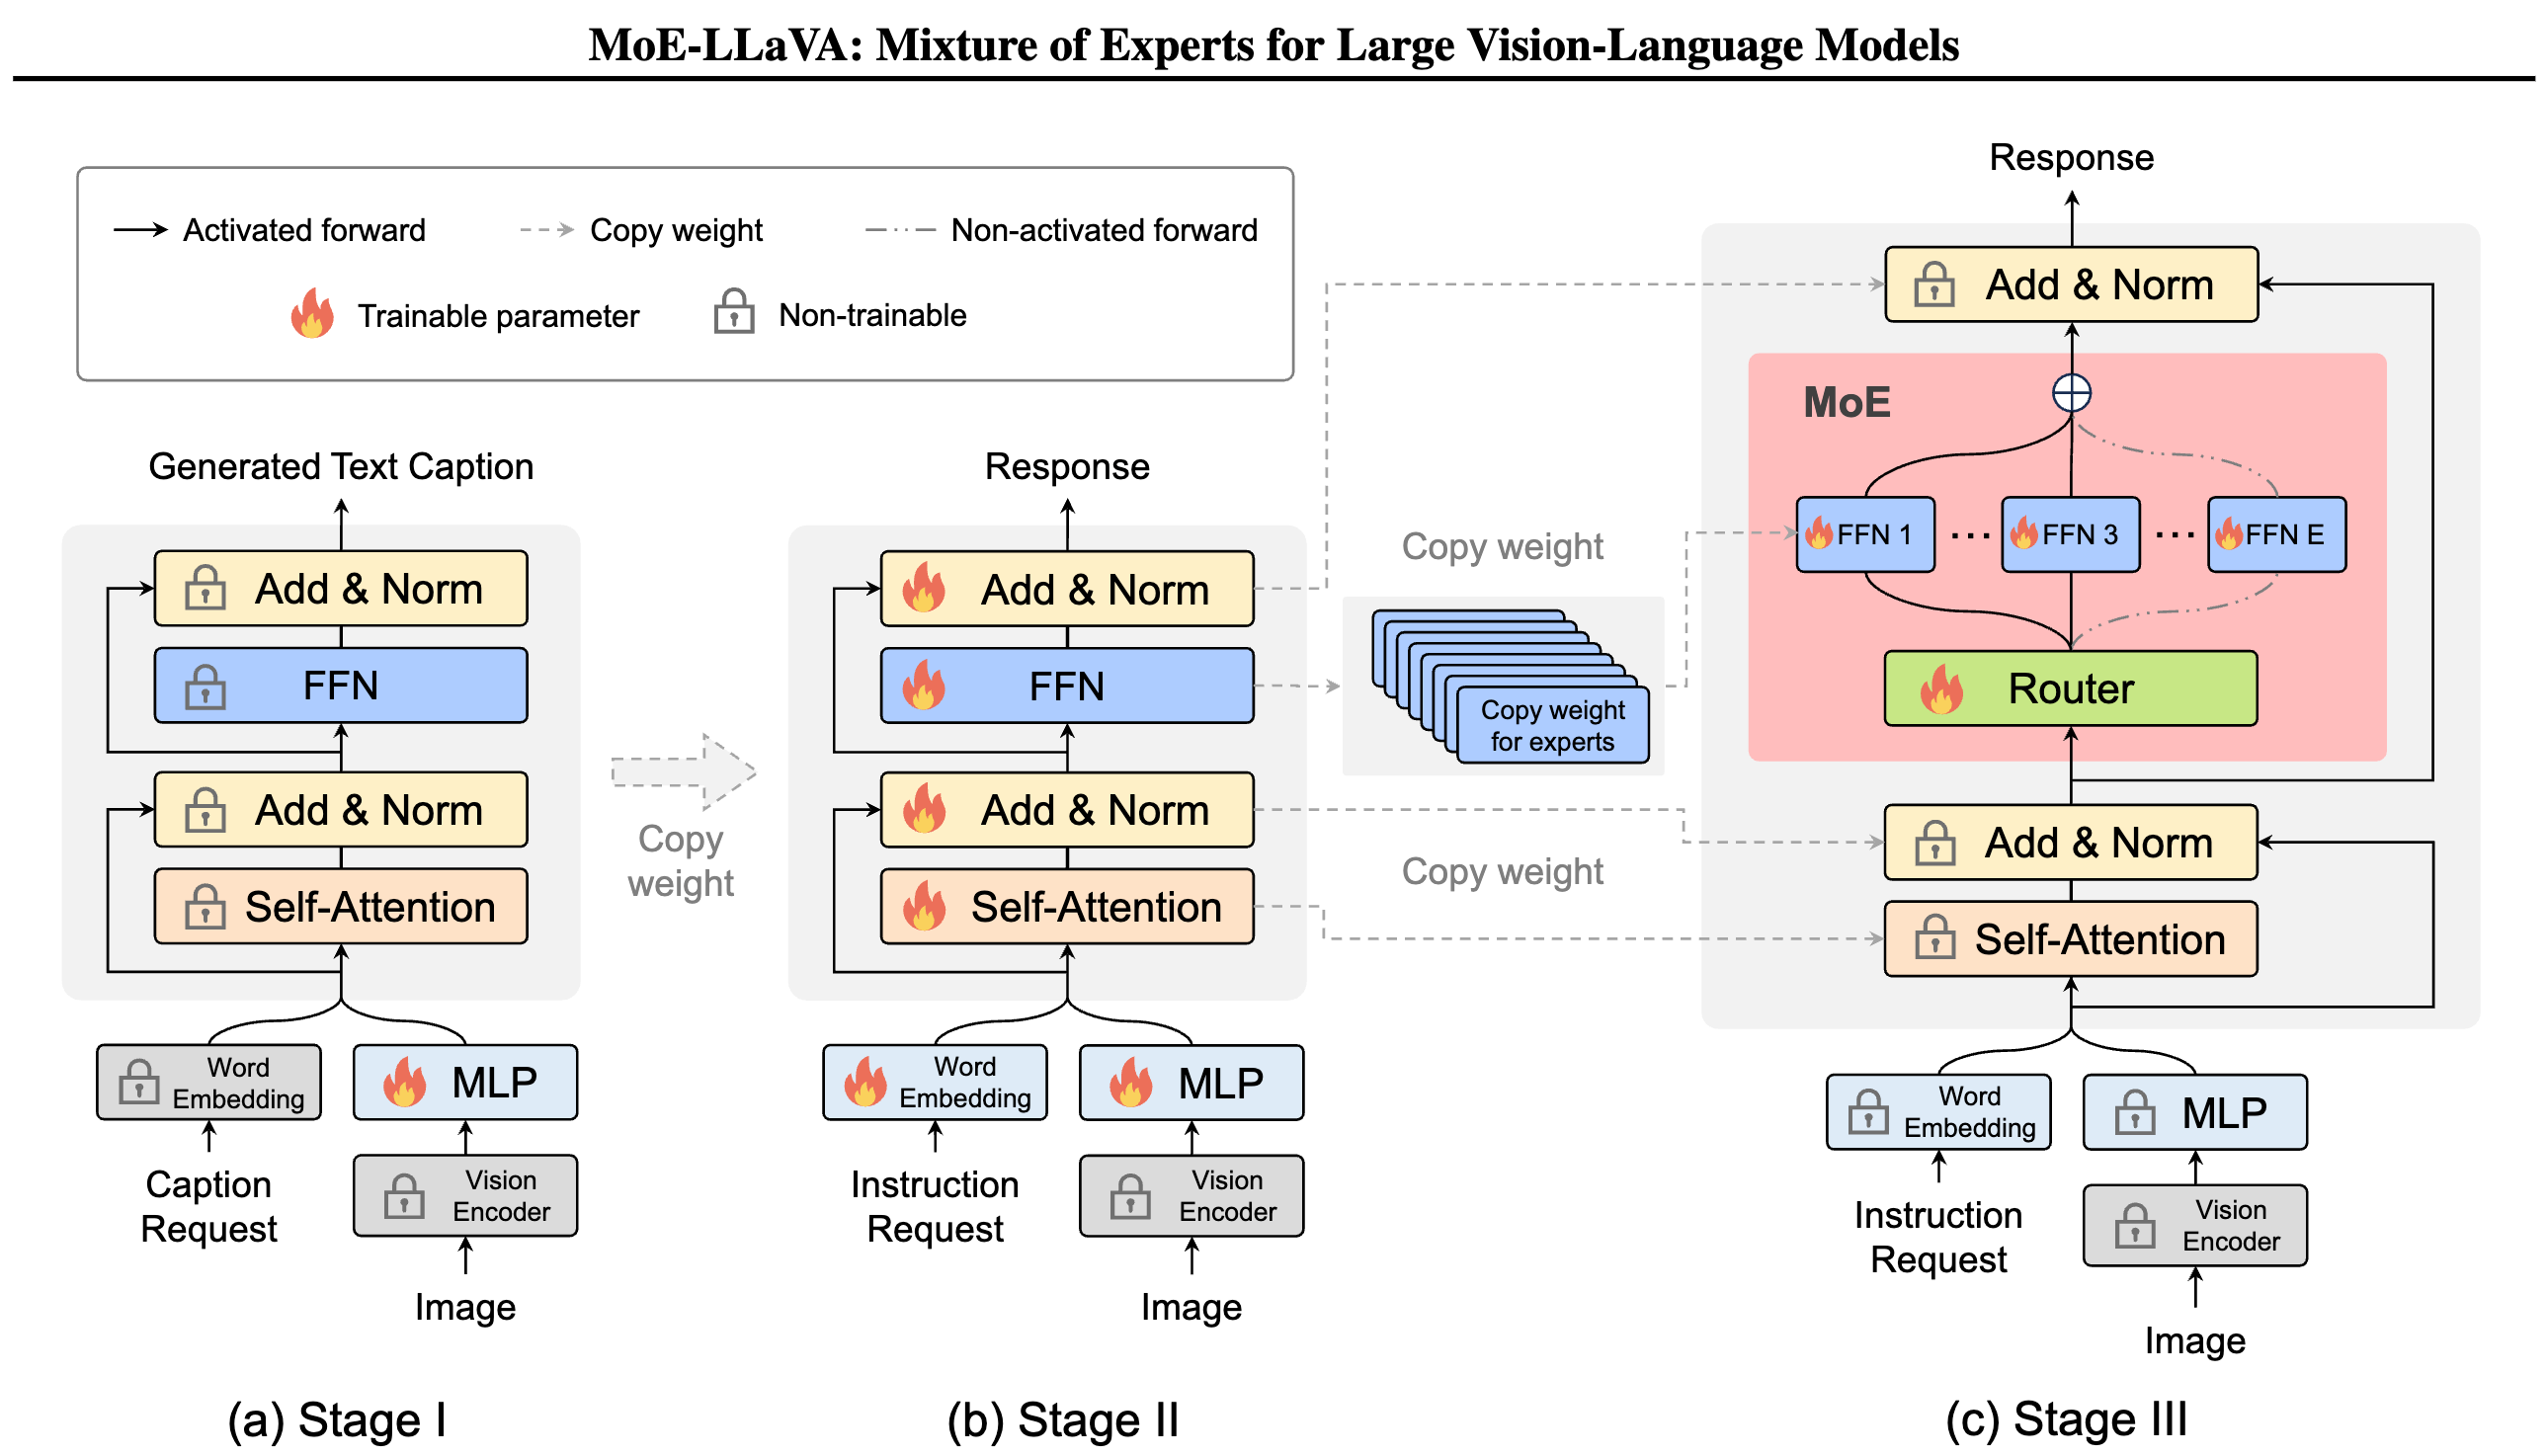 MoE-LLaVA: Mixture of Experts for Large Vision-Language Models
Activated forward
Copy weight
Non-activated forward
Trainable parameter
Non-trainable
Generated Text Caption
Add & Norm
FFN
Add & Norm
Self-Attention
Word
Embedding
MLP
Caption
Request
Vision
Encoder
Image
(a) Stage I
Copy
weight
Response
Add & Norm
FFN
Add & Norm
Self-Attention
Word
Embedding
MLP
Instruction
Request
Vision
Encoder
Image
(b) Stage II
Copy weight
Copy weight
for experts
Copy weight
Response
Add & Norm
MoE
FFN 1
...
FFN 3
...
FFN E
Router
Add & Norm
Self-Attention
Word
Embedding
MLP
Instruction
Request
Vision
Encoder
Image
(c) Stage III